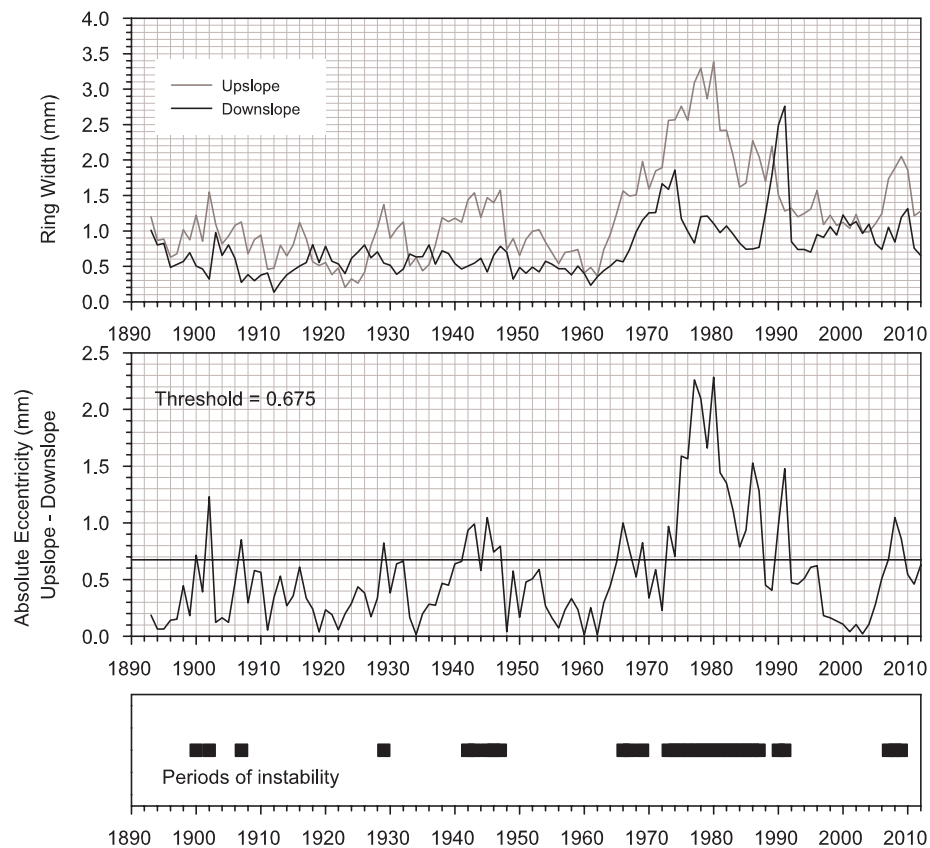 4.0
3.5
3.0
2.5
2.0
1.5
1.0
0.5
0.0
Ring Width (mm)
Upslope
Downslope
1890 1900 1910 1920 1930 1940 1950 1960 1970 1980 1990 2000 2010
2.5
2.0
1.5
1.0
0.5
0.0
Absolute Eccentricity (mm)
Upslope - Downslope
Threshold = 0.675
1890 1900 1910 1920 1930 1940 1950 1960 1970 1980 1990 2000 2010
Periods of instability
1890 1900 1910 1920 1930 1940 1950 1960 1970 1980 1990 2000 2010